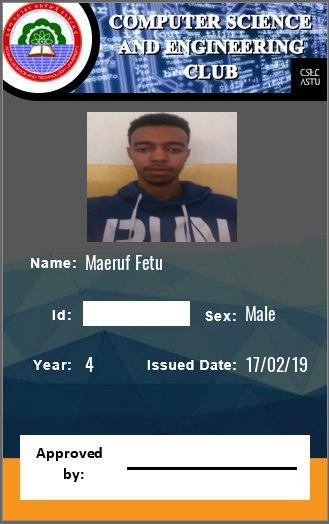 COMPUTER SCIENCE
AND ENGINEERING
CLUB
CSEC
ASTU
Name: Maeruf Fetu
Id:
Sex: Male
Year: 4
Issued Date: 17/02/19
Approved
by: